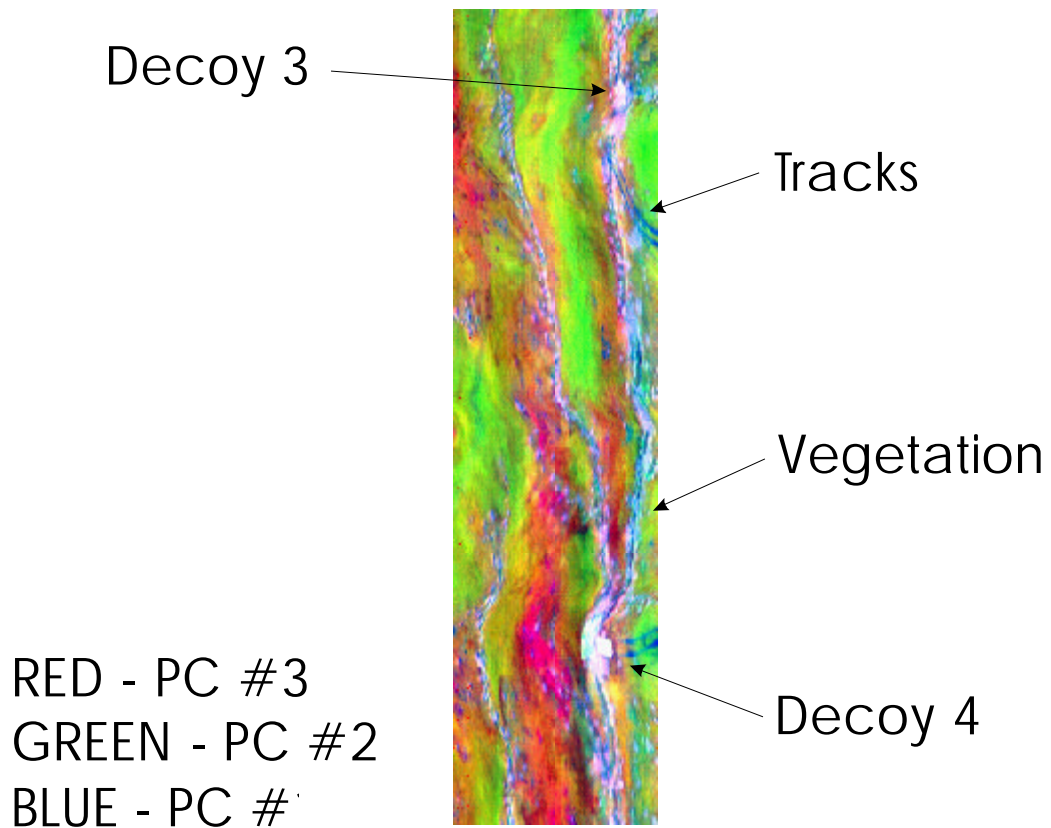 Decoy 3
Tracks
Vegetation
Decoy 4
RED - PC #3
GREEN - PC #2
BLUE - PC #